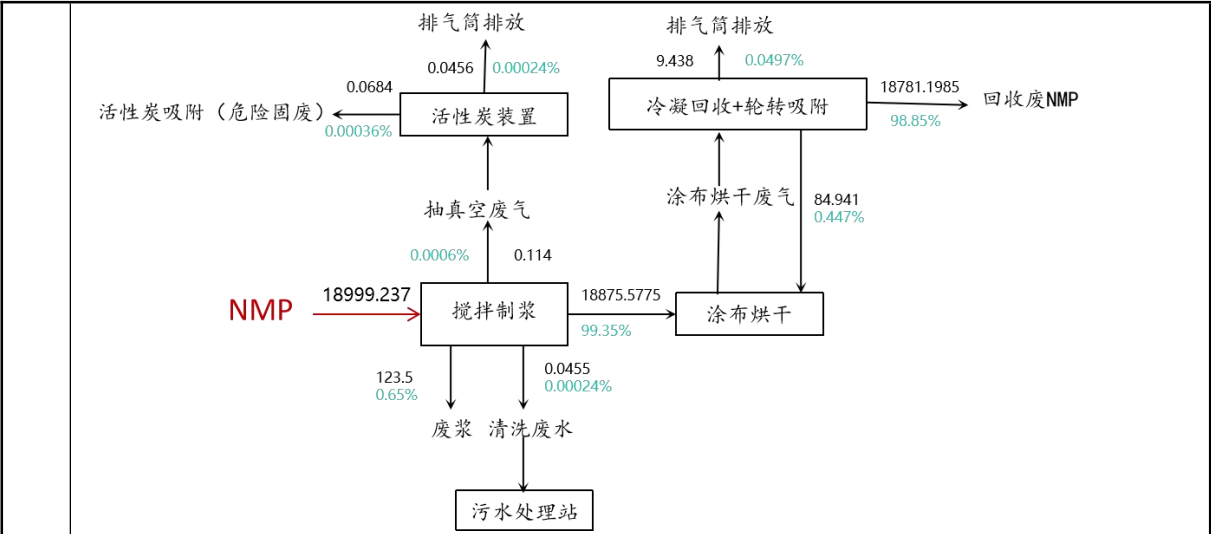 排气筒排放
排气筒排放
0.0456
0.00024%
9.438
0.0497%
0.0684
18781.1985
活性炭吸附（危险固废）
活性炭装置
冷凝回收+轮转吸附
回收废NMP
0.00036%
98.85%
涂布烘干废气
84.941
抽真空废气
0.447%
0.0006%
0.114
NMP
18999.237
搅拌制浆
18875.5775
涂布烘干
99.35%
123.5
0.0455
0.65%
0.00024%
废浆
清洗废水
污水处理站